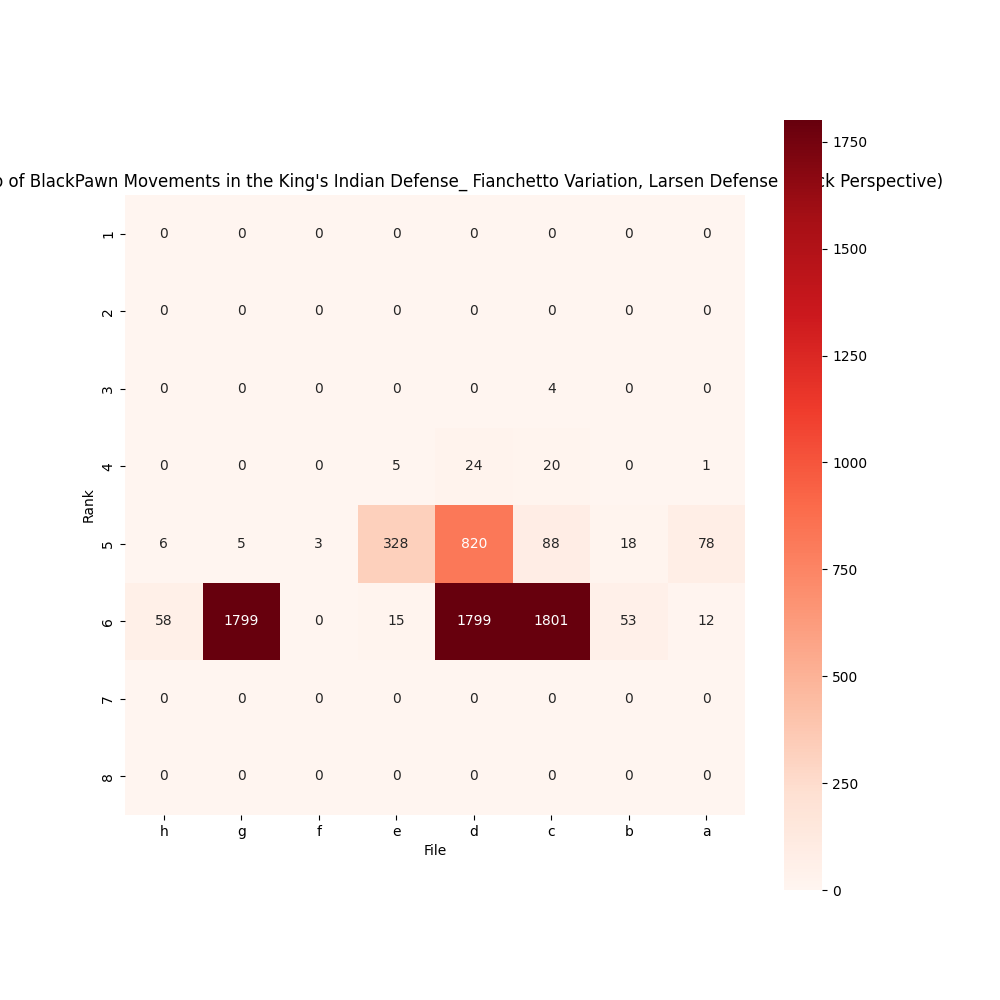 of BlackPawn Movements in the King's Indian Defense_ Fianchetto Variation, Larsen Defense Perspective)
1 0 0 0 0 0 0 0 0
2 0 0 0 0 0 0 0 0
3 0 0 0 0 0 4 0 0
4 0 0 0 5 24 20 0 1
Rank
5 6 5 3 328 820 88 18 78
6 58 1799 0 15 1799 1801 53 12
7 0 0 0 0 0 0 0 0
8 0 0 0 0 0 0 0 0
h g f e d c b a
File
1750
1500
1250
1000
750
500
250
0